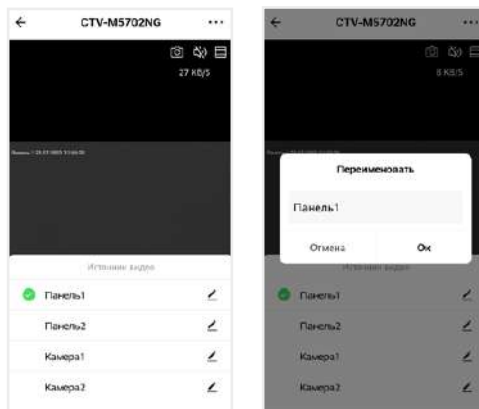 CTV-M5702NG
27 KB/S
Источник видео
Панель1
Панель2
Камера1
Камера2
CTV-M5702NG
8 KB/S
Переименовать
Панель1
Отмена
Ок
Источник видео
Панель1
Панель2
Камера1
Камера2